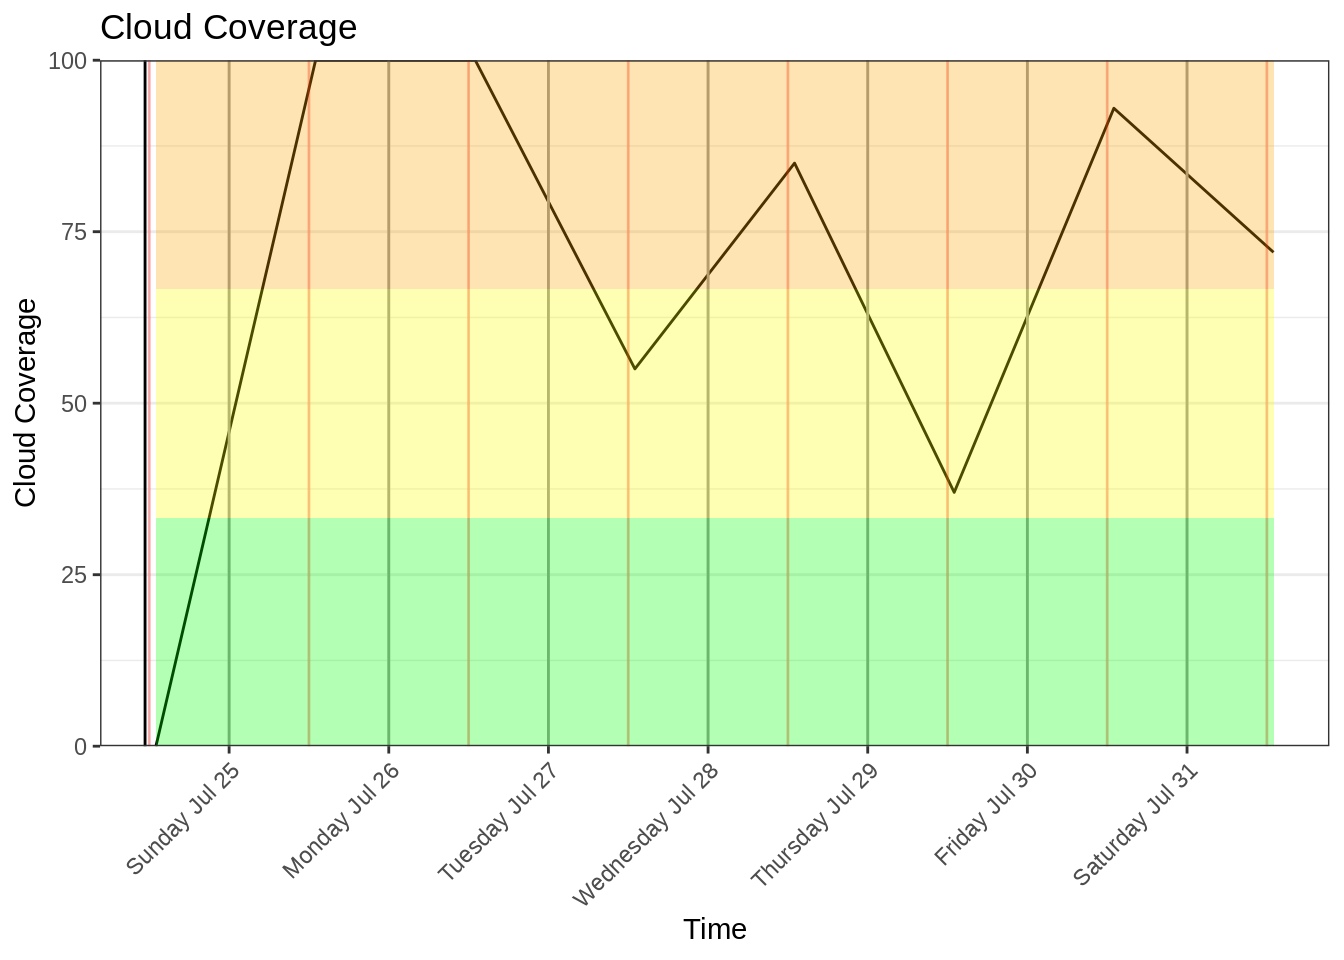 Cloud Coverage
100
75
50
25
0
Cloud Coverage
Sunday Jul 25
Monday Jul 26
Tuesday Jul 27
Wednesday Jul 28
Thursday Jul 29
Friday Jul 30
Saturday Jul 31
Time